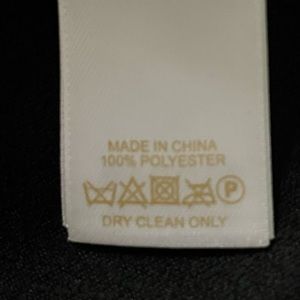 MADE IN CHINA
100% POLYESTER
P
DRY CLEAN ONLY